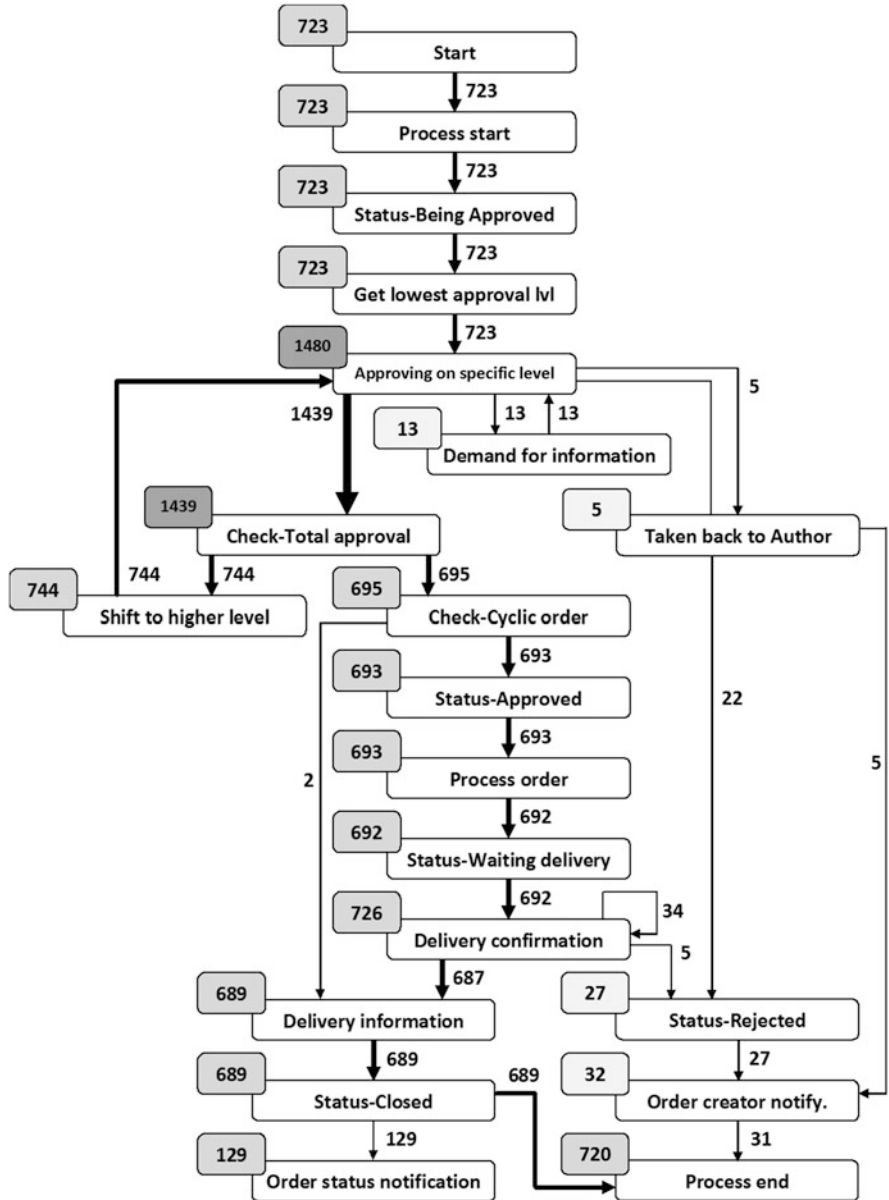 723
Start
723
723
Process start
723
723
Status-Being Approved
723
723
Get lowest approval lvl
723
1480
Approving on specific level
5
1439
13
13
13
Demand for information
1439
Check-Total approval
5
Taken back to Author
744
744
695
744
Shift to higher level
695
Check-Cyclic order
693
693
Status-Approved
22
693
5
693
Process order
2
692
692
Status-Waiting delivery
692
726
Delivery confirmation
34
5
687
689
Delivery information
27
Status-Rejected
689
27
689
Status-Closed
689
32
Order creator notify.
129
31
129
Order status notification
720
Process end